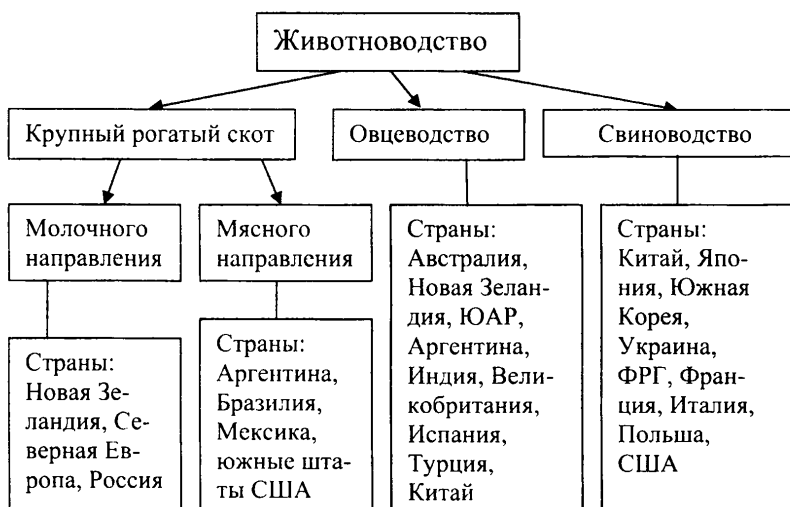 Животноводство
Крупный рогатый скот
Овцеводство
Свиноводство
Молочного
направления
Мясного
направления
Страны:
Новая Зе-
ландия, Се-
верная Ев-
ропа, Россия
Страны:
Аргентина,
Бразилия,
Мексика,
южные шта-
ты США
Страны:
Австралия,
Новая Зелан-
дия, ЮАР,
Аргентина,
Индия, Вели-
кобритания,
Испания,
Турция,
Китай
Страны:
Китай, Япо-
ния, Южная
Корея,
Украина,
ФРГ, Фран-
ция, Италия,
Польша,
США